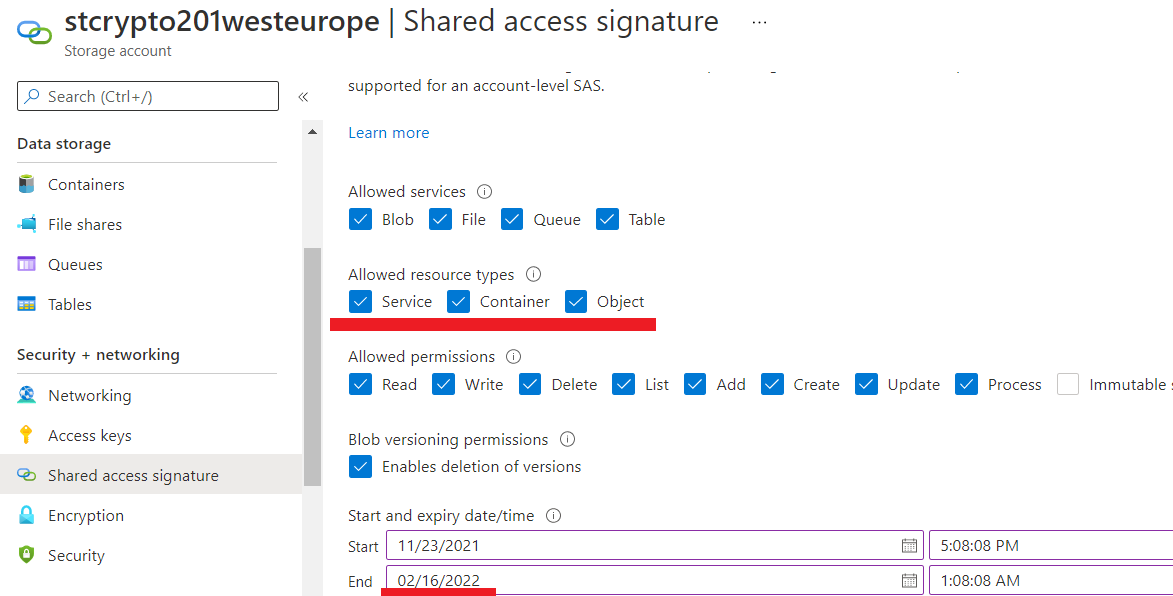 stcrypto201westeurope | Shared access signature ...
Storage account
Search (Ctrl+/)
«
Data storage
Containers
File shares
Queues
Tables
Security + networking
Networking
Access keys
Shared access signature
Encryption
Security
supported for an account-level SAS.
Learn more
Allowed services
Blob File Queue Table
Allowed resource types
Service Container Object
Allowed permissions
Read Write Delete List Add Create Update Process Immutable
Blob versioning permissions
Enables deletion of versions
Start and expiry date/time
Start 11/23/2021 5:08:08 PM
End 02/16/2022 1:08:08 AM